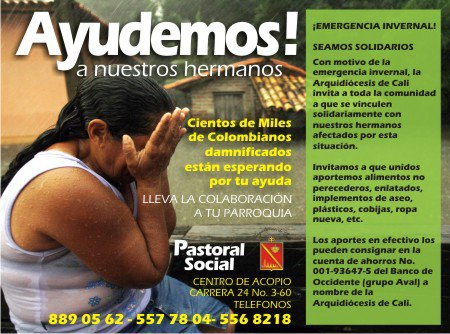 Ayudemos!
a nuestros hermanos
Cientos de Miles
de Colombianos
damnificados
están esperando
por tu ayuda
LLEVA LA COLABORACIÓN
A TU PARROQUIA
Pastoral
Social
CENTRO DE ACOPIO
CARRERA 24 No. 3-60
TELEFONOS
889 05 62 - 557 78 04- 556 8218
¡EMERGENCIA INVERNAL!
SEAMOS SOLIDARIOS
Con motivo de la
emergencia invernal, la
Arquidiócesis de Cali
invita a toda la comunidad
a que se vinculen
solidariamente con
nuestros hermanos
afectados por esta
situación.
Invitamos a que unidos
aportemos alimentos no
perecederos, enlatados,
implementos de aseo,
plásticos, cobijas, ropa
nueva, etc.
Los aportes en efectivo los
pueden consignar en la
cuenta de ahorros No.
001-93647-5 del Banco de
Occidente (grupo Aval) a
nombre de la
Arquidiócesis de Cali.